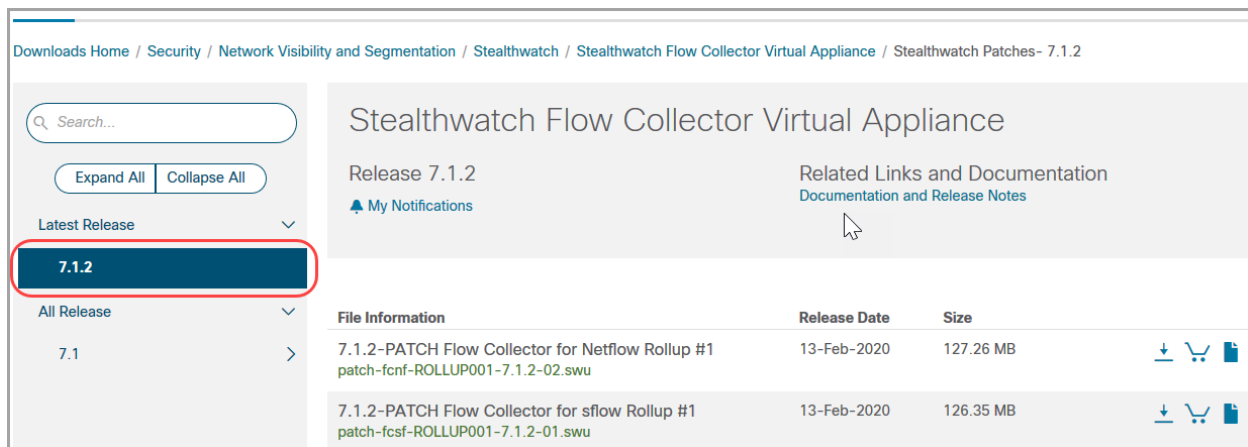 Downloads Home / Security / Network Visibility and Segmentation / Stealthwatch / Stealthwatch Flow Collector Virtual Appliance / Stealthwatch Patches- 7.1.2
Search...
Expand All Collapse All
Latest Release
7.1.2
All Release
7.1
Stealthwatch Flow Collector Virtual Appliance
Release 7.1.2
My Notifications
Related Links and Documentation
Documentation and Release Notes
File Information Release Date Size
7.1.2-PATCH Flow Collector for Netflow Rollup #1 13-Feb-2020 127.26 MB
patch-fcnf-ROLLUP001-7.1.2-02.swu
7.1.2-PATCH Flow Collector for sflow Rollup #1 13-Feb-2020 126.35 MB
patch-fcsf-ROLLUP001-7.1.2-01.swu